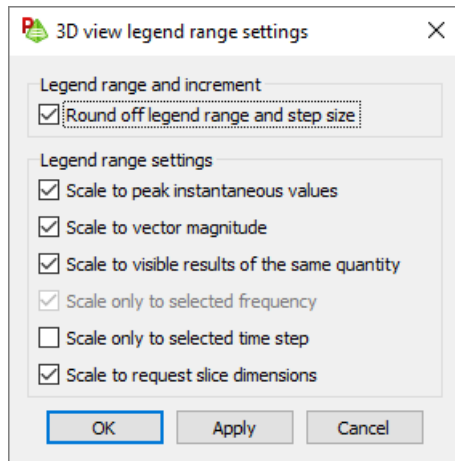 3D view legend range settings
Legend range and increment
Round off legend range and step size
Legend range settings
Scale to peak instantaneous values
Scale to vector magnitude
Scale to visible results of the same quantity
Scale only to selected frequency
Scale only to selected time step
Scale to request slice dimensions
OK Apply Cancel